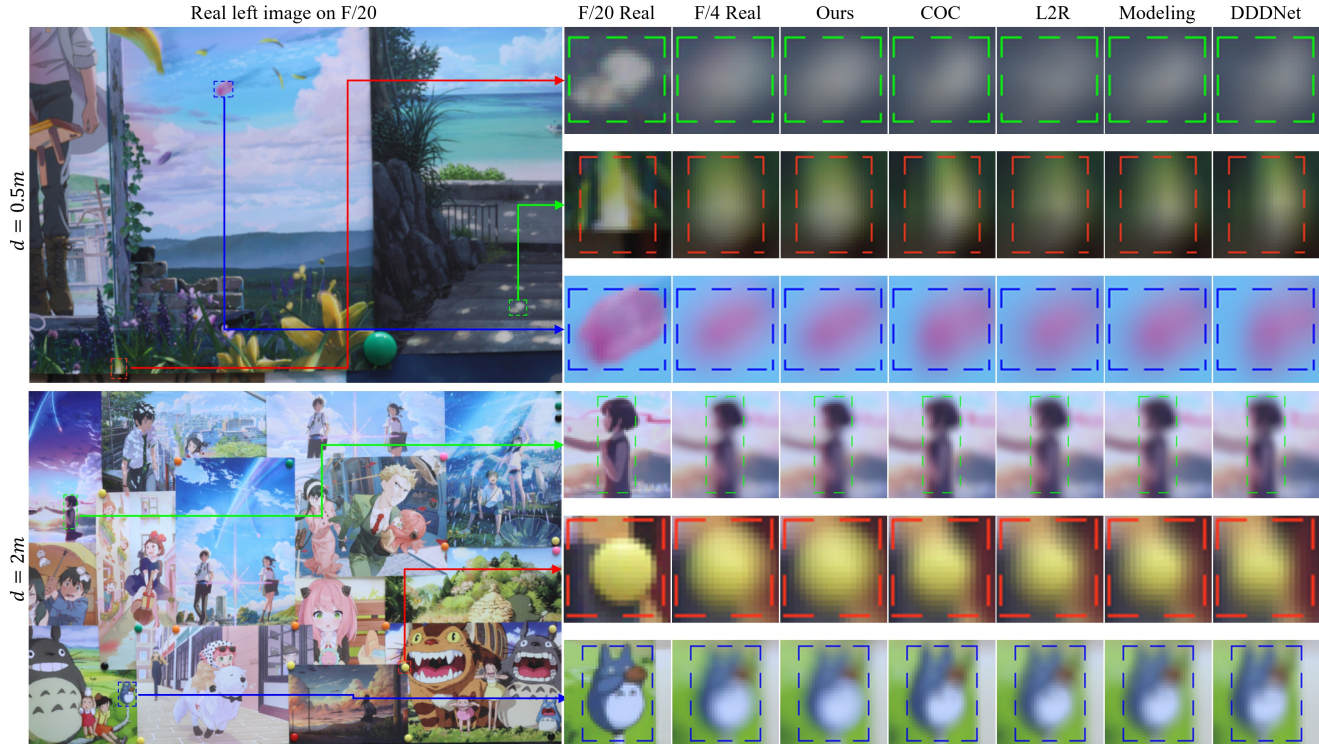 Real left image on F/20
F/20 Real
F/4 Real
Ours
COC
L2R
Modeling
DDDNet
d = 0.5m
d = 2m